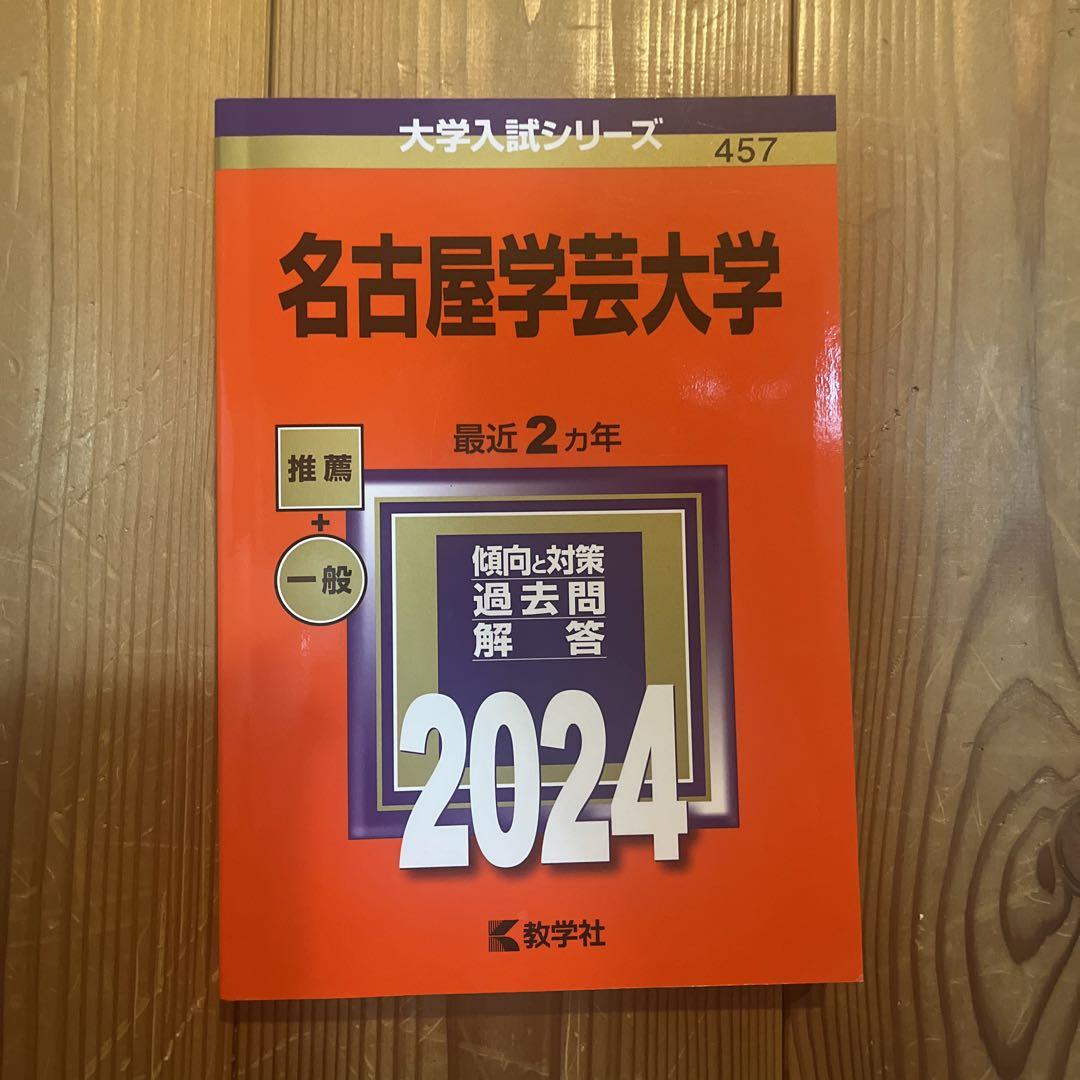 大学入試シリーズ
457
名古屋学芸大学
最近2カ年
推薦
+
一般
傾向と対策
過去問
解答
2024
教学社